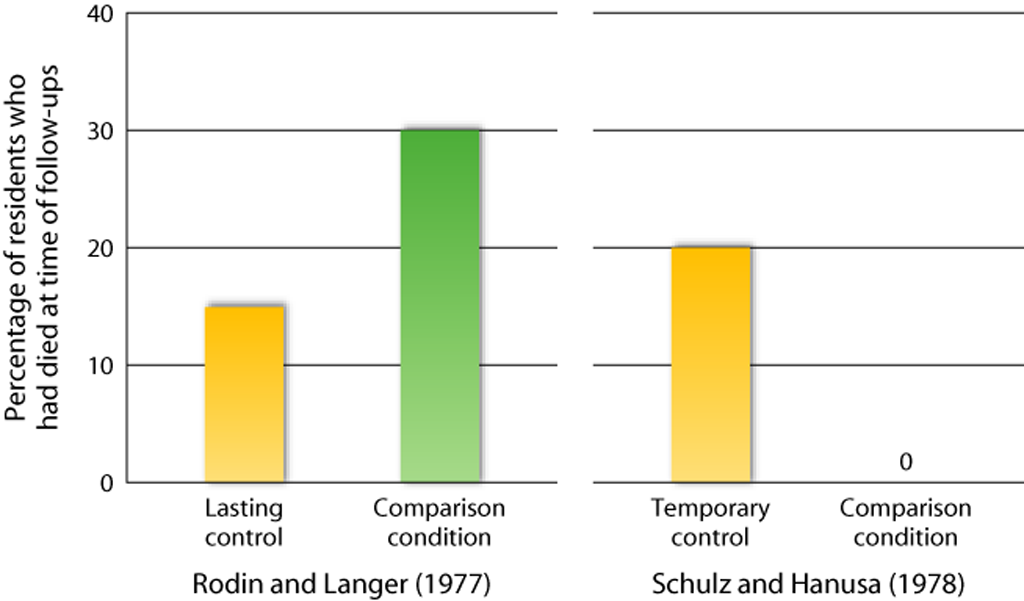 Percentage of residents who
had died at time of follow-ups
40
30
20
10
0
0
Lasting
control
Comparison
condition
Temporary
control
Comparison
condition
Rodin and Langer (1977)
Schulz and Hanusa (1978)